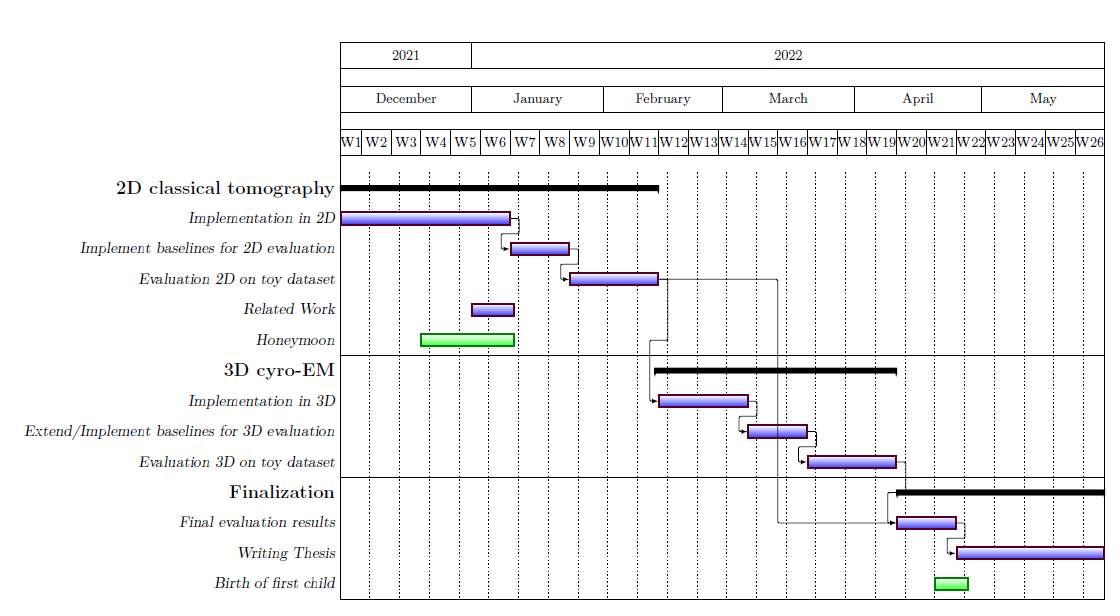 2021 2022
December January February March April May
W1 W2 W3 W4 W5 W6 W7 W8 W9 W10 W11 W12 W13 W14 W15 W16 W17 W18 W19 W20 W21 W22 W23 W24 W25 W26
2D classical tomography
Implementation in 2D
Implement baselines for 2D evaluation
Evaluation 2D on toy dataset
Related Work
Honeymoon
3D cyro-EM
Implementation in 3D
Extend/Implement baselines for 3D evaluation
Evaluation 3D on toy dataset
Finalization
Final evaluation results
Writing Thesis
Birth of first child